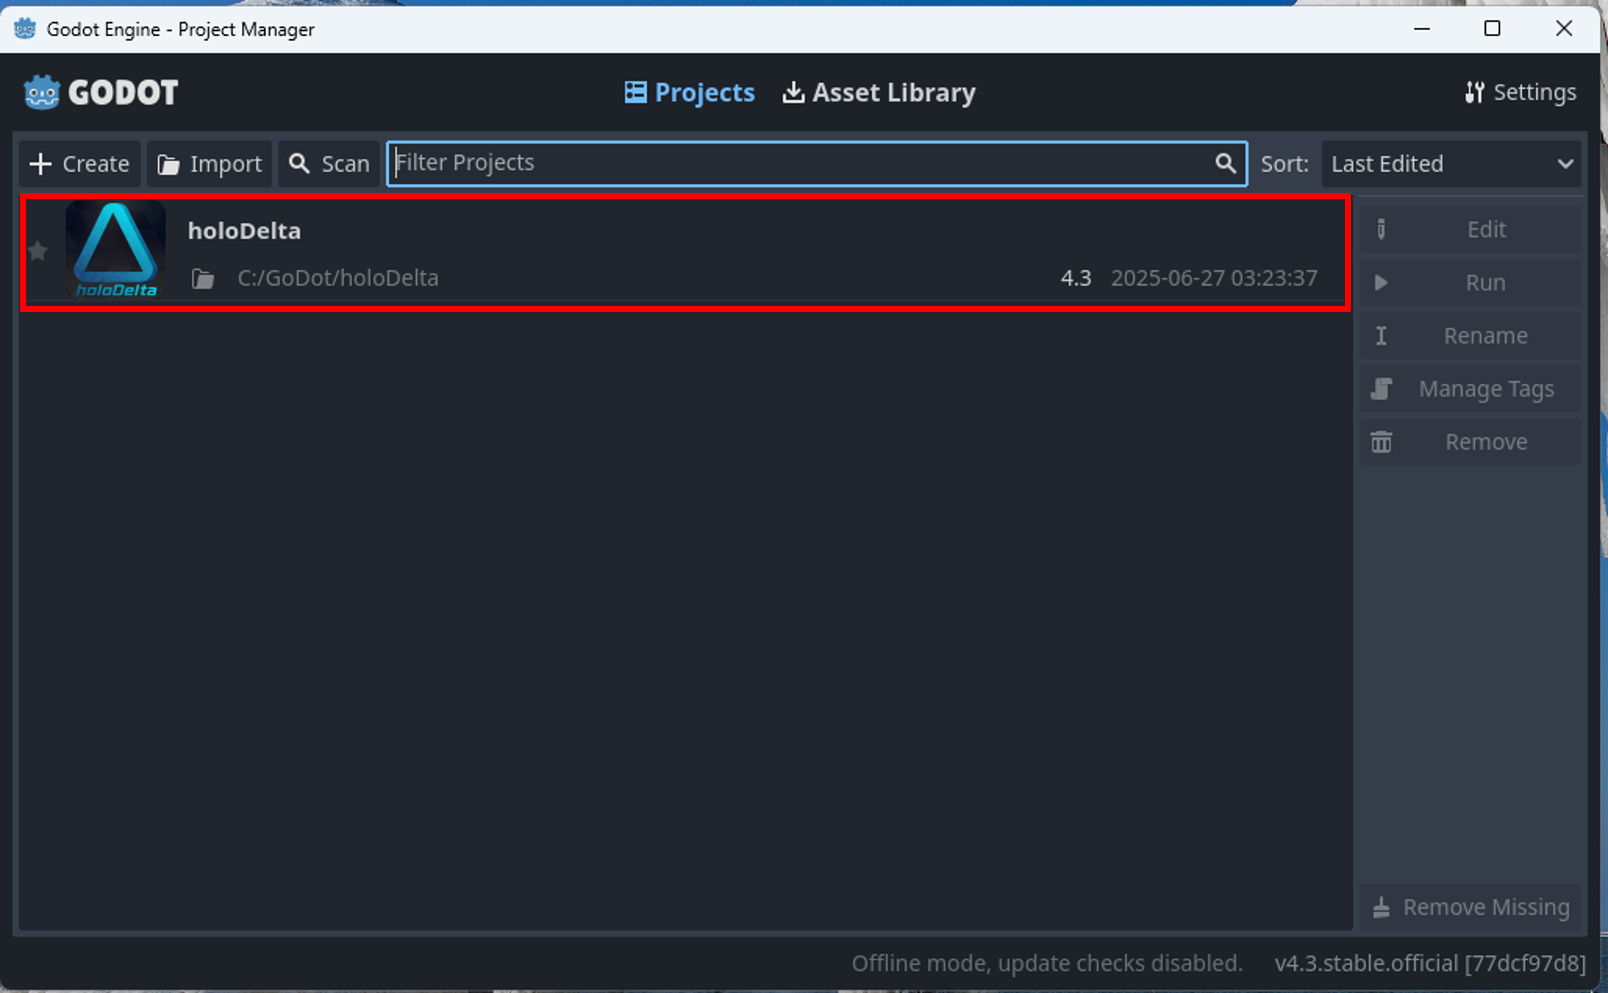 Godot Engine - Project Manager
GODOT
Projects
Asset Library
Settings
Create
Import
Scan
Filter Projects
Sort:
Last Edited
holoDelta
holoDelta
C:/GoDot/holoDelta
4.3
2025-06-27 03:23:37
Edit
Run
Rename
Manage Tags
Remove
Remove Missing
Offline mode, update checks disabled.
v4.3.stable.official [77dcf97d8]